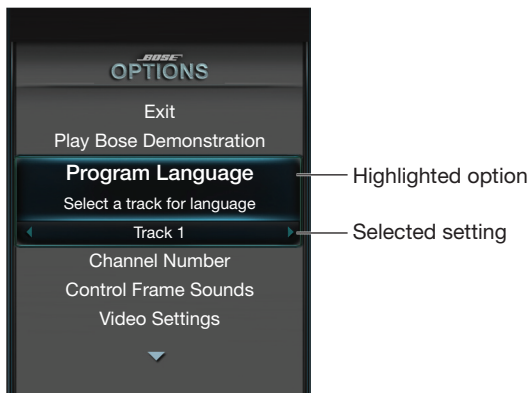 BOSE
OPTIONS
Exit
Play Bose Demonstration
Program Language
Highlighted option
Select a track for language
Track 1
Selected setting
Channel Number
Control Frame Sounds
Video Settings